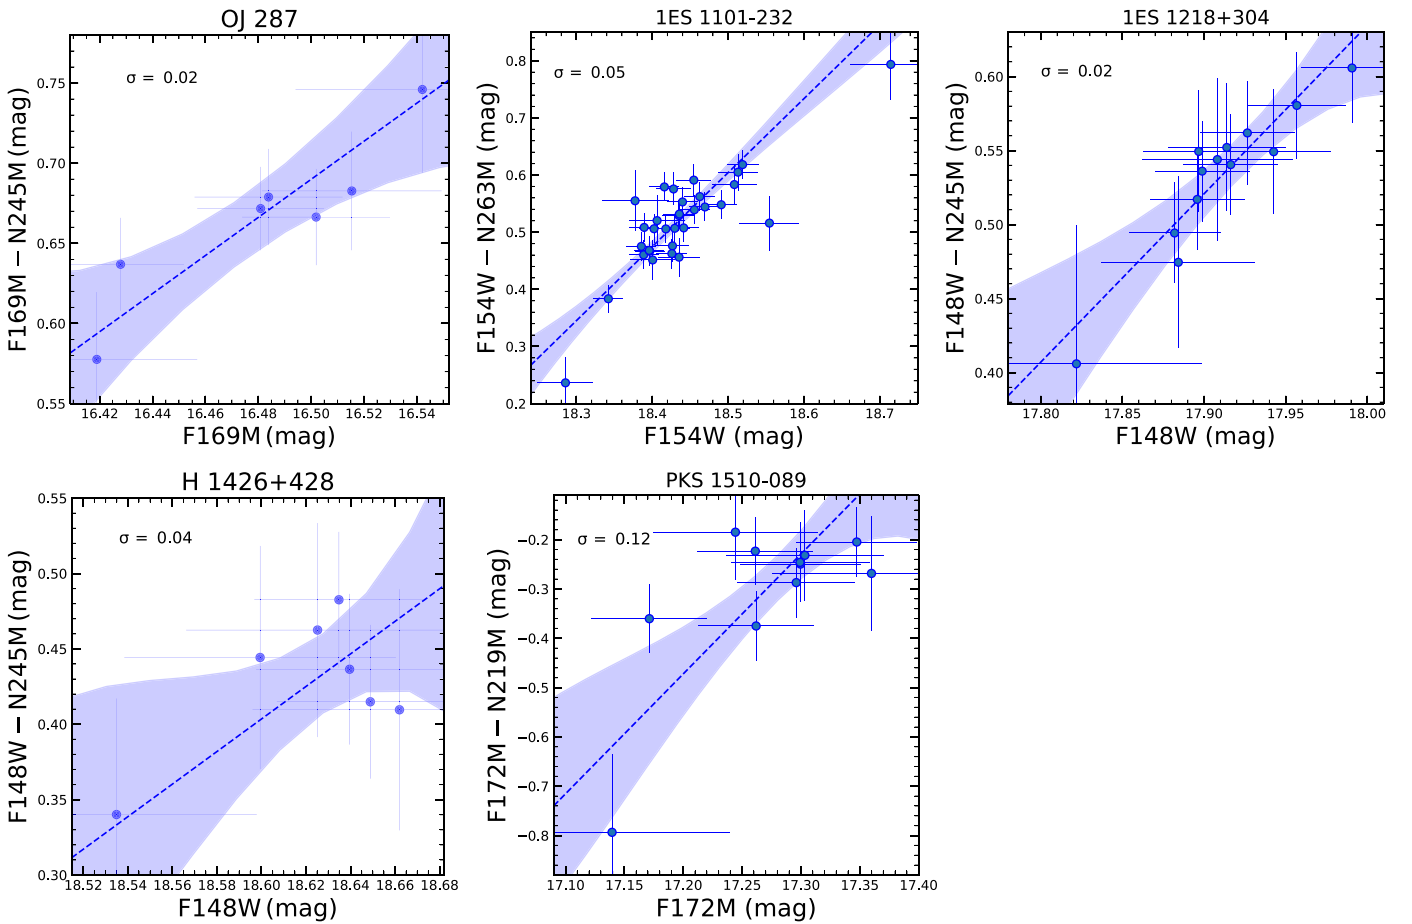 OJ 287
σ = 0.02
0.75
0.70
0.65
0.60
0.55
F169M − N245M (mag)
16.42 16.44 16.46 16.48 16.50 16.52 16.54
F169M (mag)
1ES 1101-232
σ = 0.05
0.8
0.7
0.6
0.5
0.4
0.3
0.2
F154W − N263M (mag)
18.3 18.4 18.5 18.6 18.7
F154W (mag)
1ES 1218+304
σ = 0.02
0.60
0.55
0.50
0.45
0.40
F148W − N245M (mag)
17.80 17.85 17.90 17.95 18.00
F148W (mag)
H 1426+428
σ = 0.04
0.55
0.50
0.45
0.40
0.35
0.30
F148W − N245M (mag)
18.52 18.54 18.56 18.58 18.60 18.62 18.64 18.66 18.68
F148W (mag)
PKS 1510-089
σ = 0.12
−0.2
−0.3
−0.4
−0.5
−0.6
−0.7
−0.8
F172M − N219M (mag)
17.10 17.15 17.20 17.25 17.30 17.35 17.40
F172M (mag)